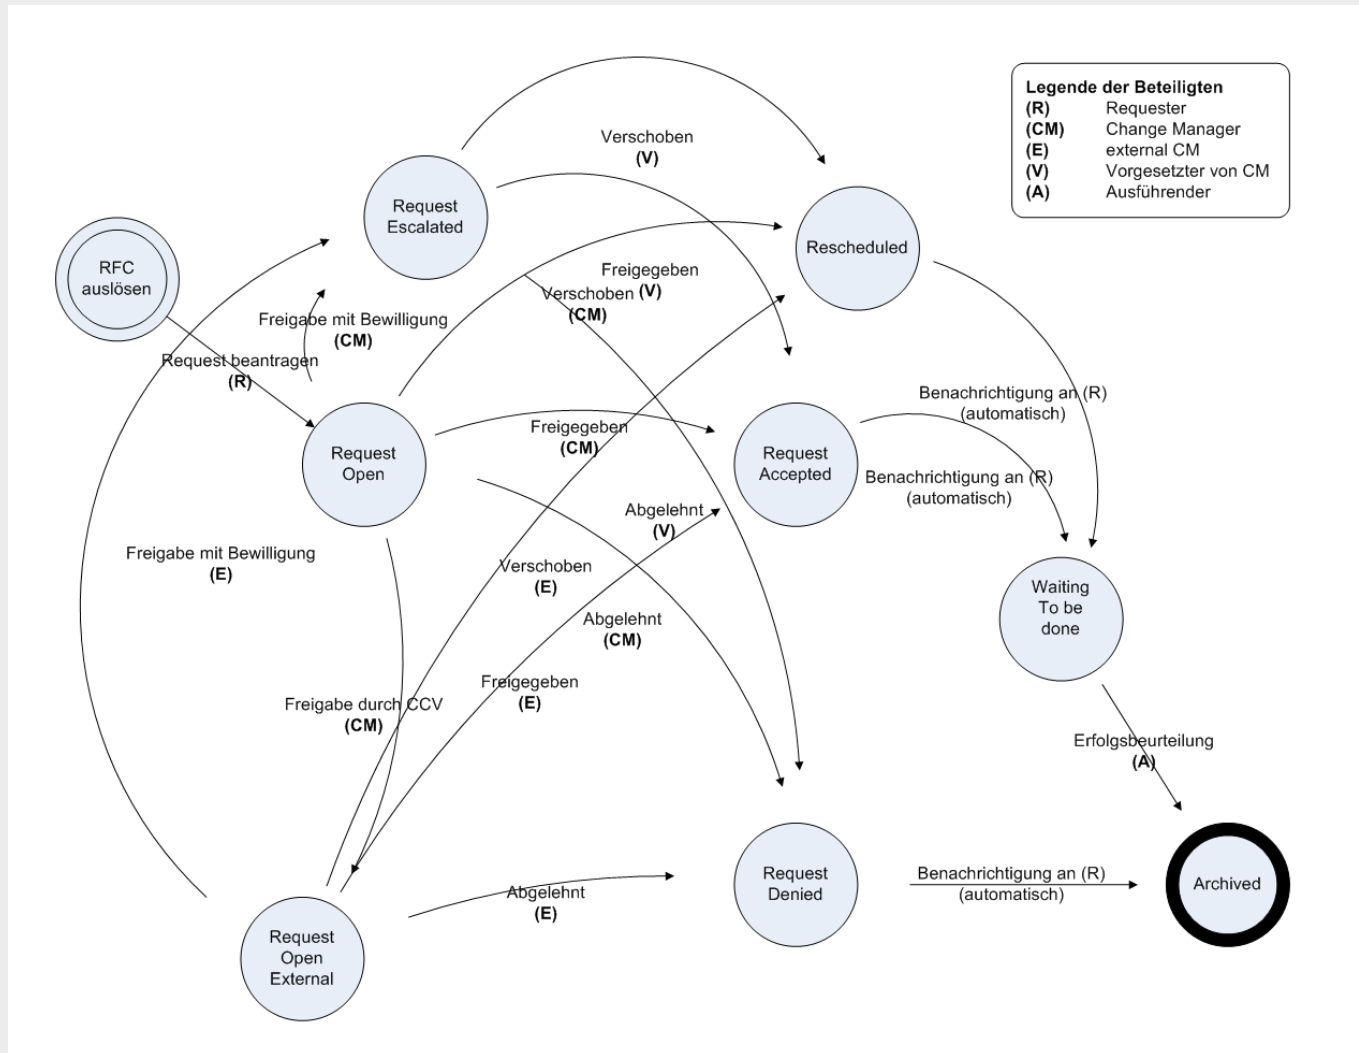 Legende der Beteiligten
(R) Requester
(CM) Change Manager
(E) external CM
(V) Vorgesetzter von CM
(A) Ausführender
Verschoben
(V)
Request
Escalated
Rescheduled
RFC
auslösen
Freigegeben
(V)
Verschoben
(CM)
Freigabe mit Bewilligung
(CM)
Request beantragen
(R)
Benachrichtigung an (R)
(automatisch)
Freigegeben
(CM)
Request
Open
Request
Accepted
Benachrichtigung an (R)
(automatisch)
Abgelehnt
(V)
Freigabe mit Bewilligung
(E)
Verschoben
(E)
Waiting
To be
done
Abgelehnt
(CM)
Freigegeben
(E)
Freigabe durch CCV
(CM)
Erfolgsbeurteilung
(A)
Request
Denied
Benachrichtigung an (R)
(automatisch)
Archived
Abgelehnt
(E)
Request
Open
External